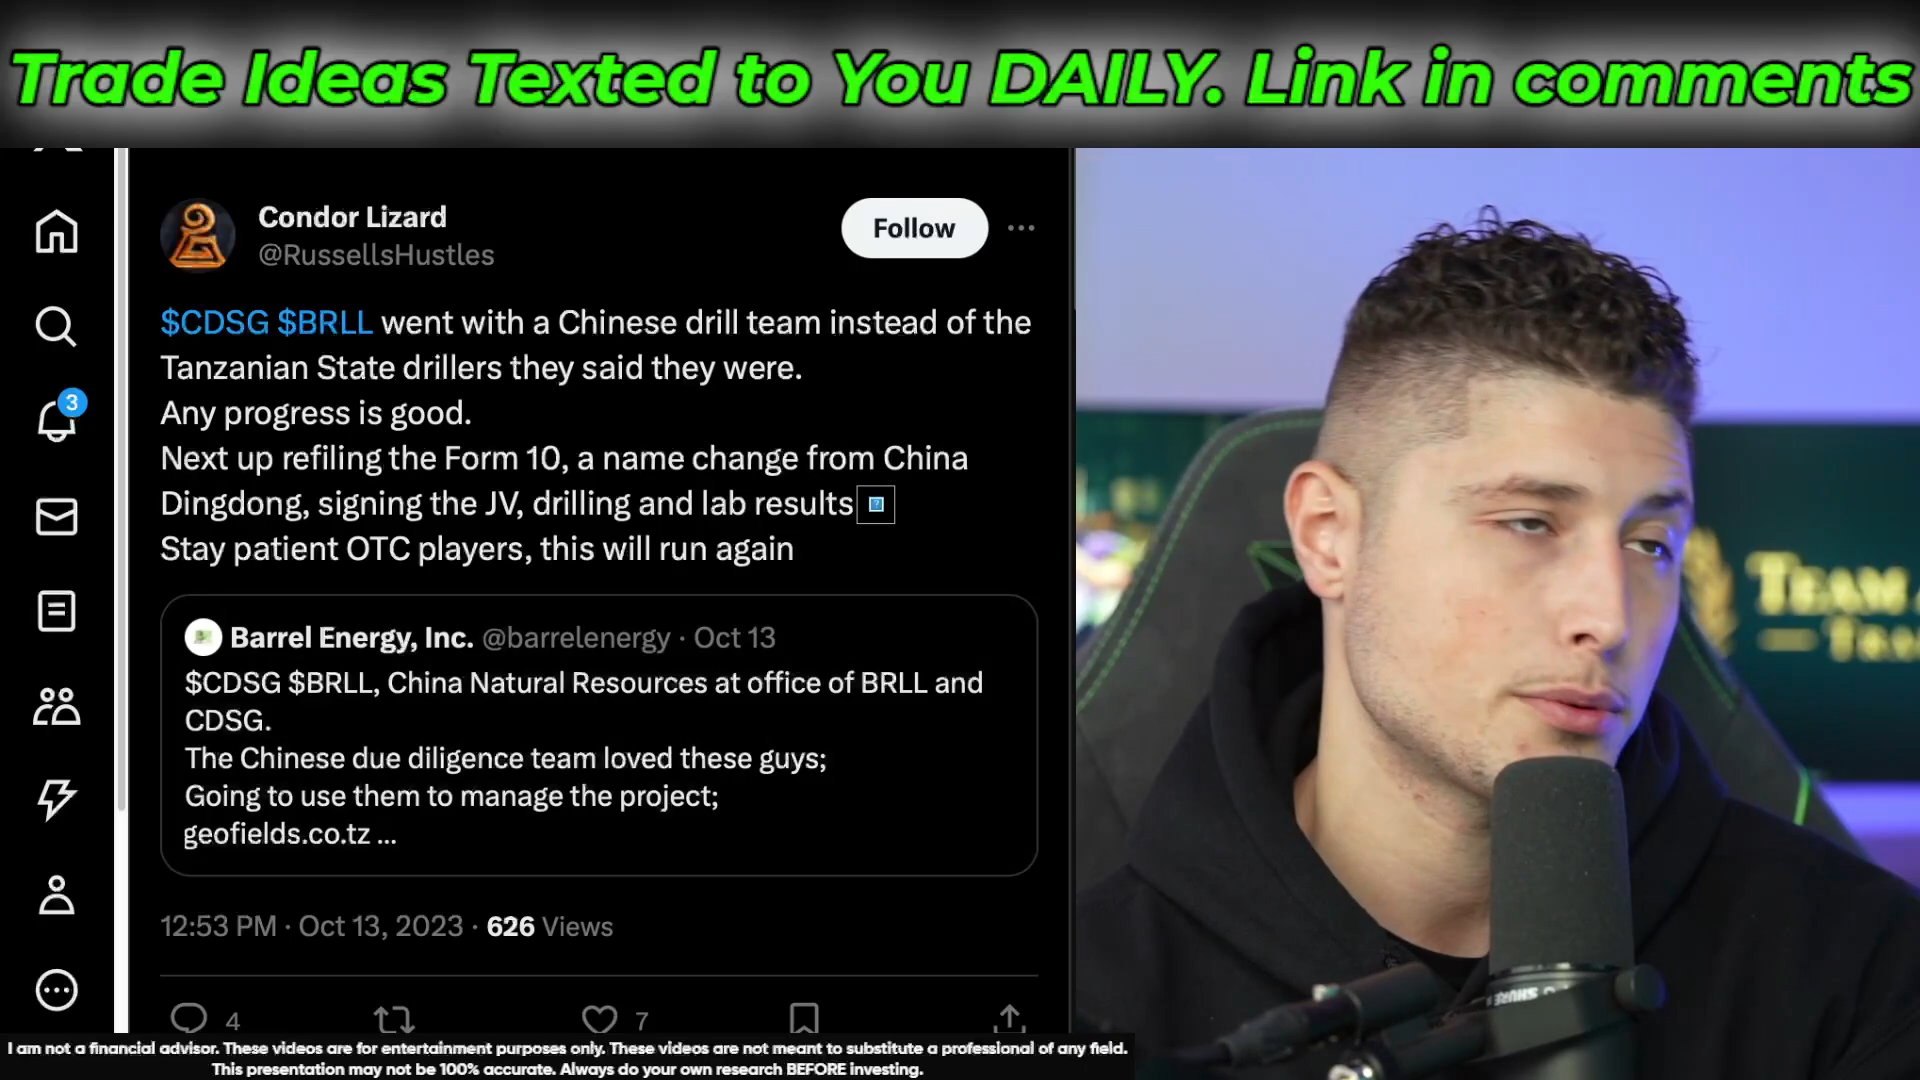 Trade Ideas Texted to You DAILY. Link in comments
Condor Lizard
@RussellsHustles
Follow
3
$CDSG $BRLL went with a Chinese drill team instead of the
Tanzanian State drillers they said they were.
Any progress is good.
Next up refiling the Form 10, a name change from China
Dingdong, signing the JV, drilling and lab results
Stay patient OTC players, this will run again
Barrel Energy, Inc. @barrelenergy · Oct 13
$CDSG $BRLL, China Natural Resources at office of BRLL and
CDSG.
The Chinese due diligence team loved these guys;
Going to use them to manage the project;
geofields.co.tz ...
12:53 PM · Oct 13, 2023 · 626 Views
4
7
TEAM
SHURE
I am not a financial advisor. These videos are for entertainment purposes only. These videos are not meant to substitute a professional of any field.
This presentation may not be 100% accurate. Always do your own research BEFORE investing.